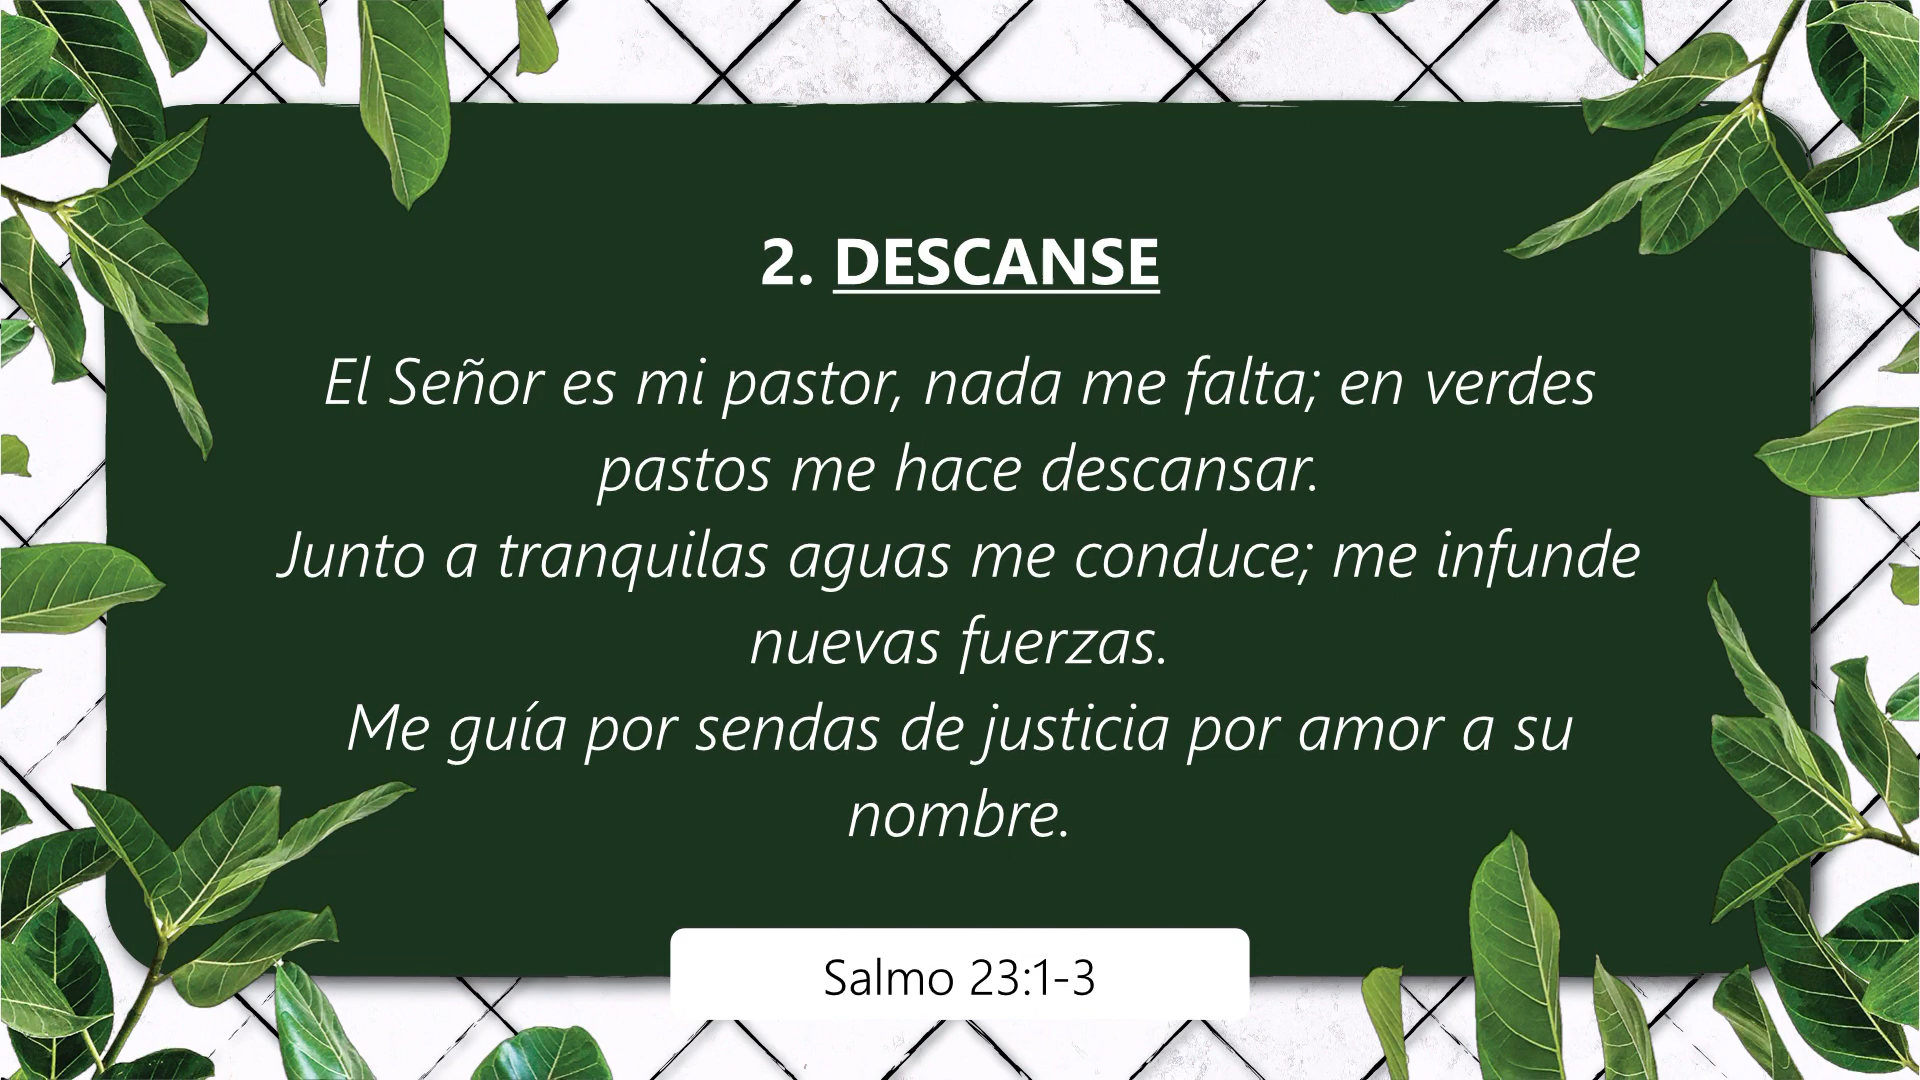 2. DESCANSE
El Señor es mi pastor, nada me falta; en verdes
pastos me hace descansar.
Junto a tranquilas aguas me conduce; me infunde
nuevas fuerzas.
Me guía por sendas de justicia por amor a su
nombre.
Salmo 23:1-3